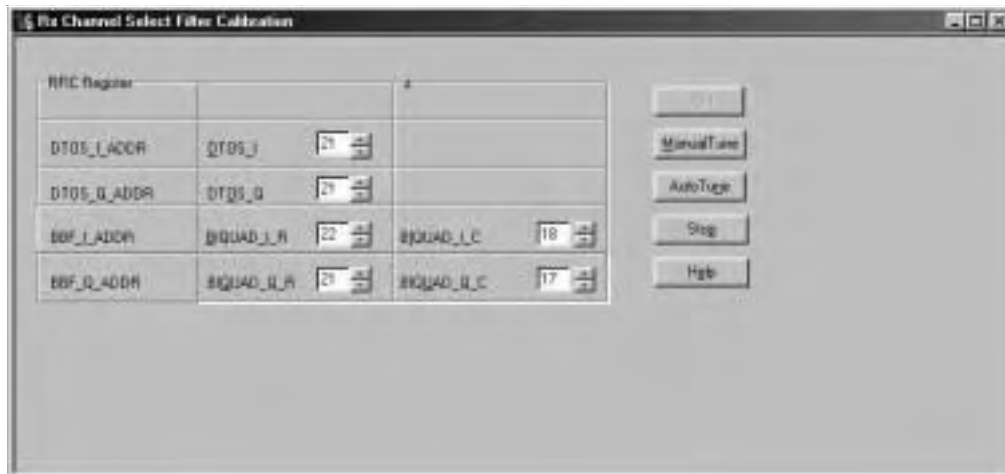 Rx Channel Select Filter Calibration
RFIC Register
DTOS_I_ADDR DTOS_I 21
ManualTune
DTOS_Q_ADDR DTOS_Q 21
AutoTune
BBF_I_ADDR BIQUAD_I_R 22 BIQUAD_I_C 18
Stop
BBF_Q_ADDR BIQUAD_Q_R 21 BIQUAD_Q_C 17
Help